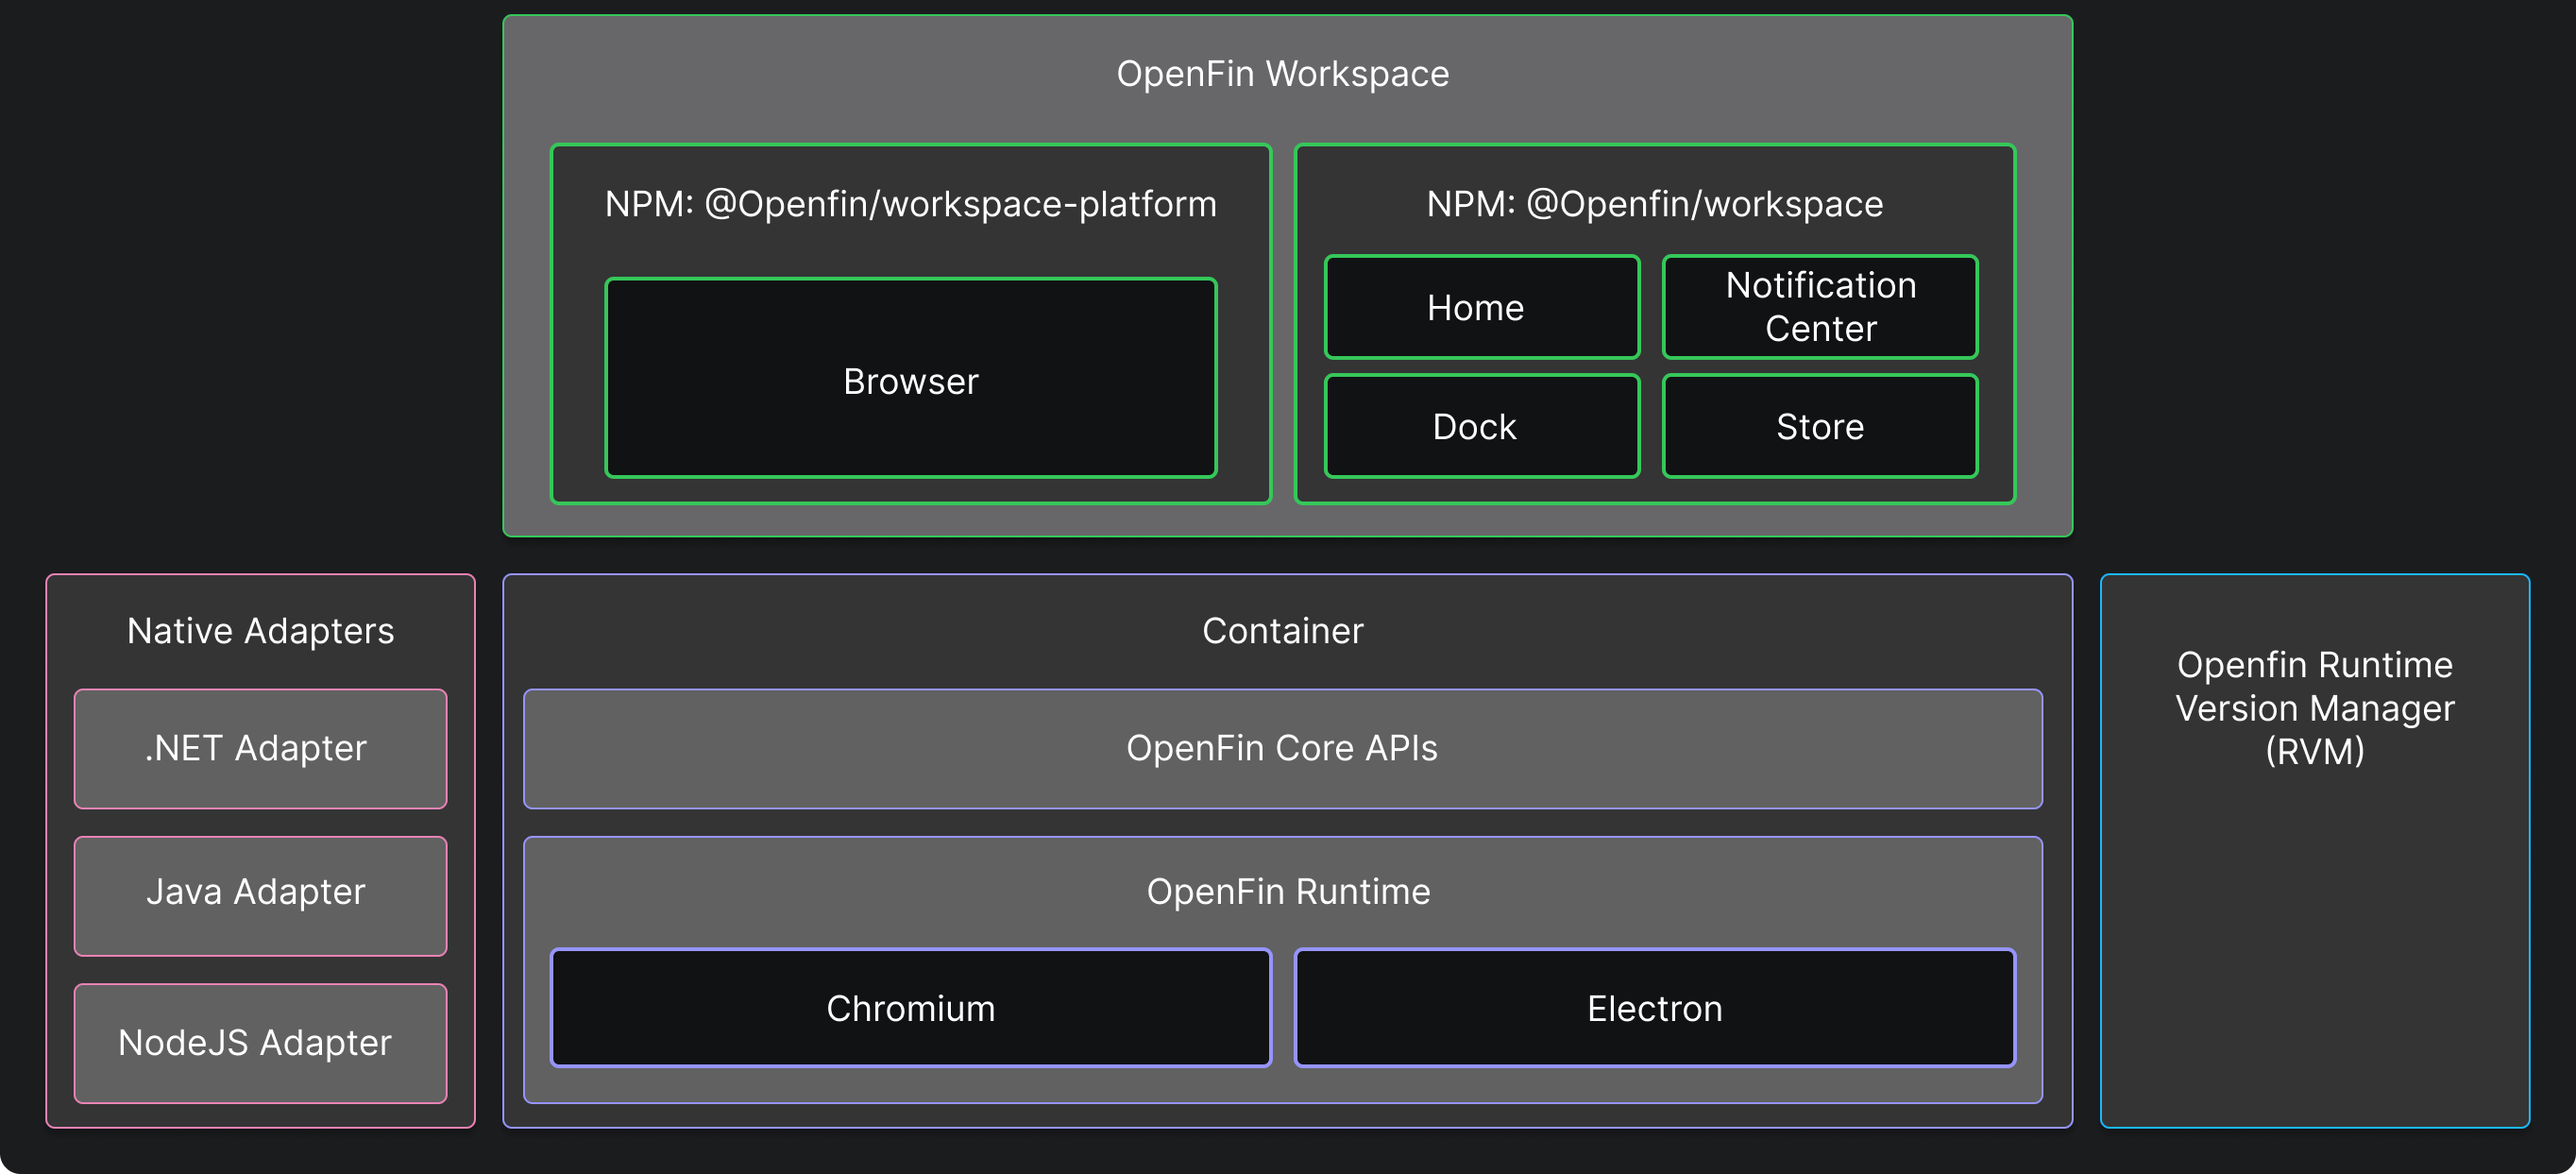 OpenFin Workspace
NPM: @Openfin/workspace-platform
Browser
NPM: @Openfin/workspace
Home
Notification
Center
Dock
Store
Native Adapters
.NET Adapter
Java Adapter
NodeJS Adapter
Container
OpenFin Core APIs
OpenFin Runtime
Chromium
Electron
Openfin Runtime
Version Manager
(RVM)